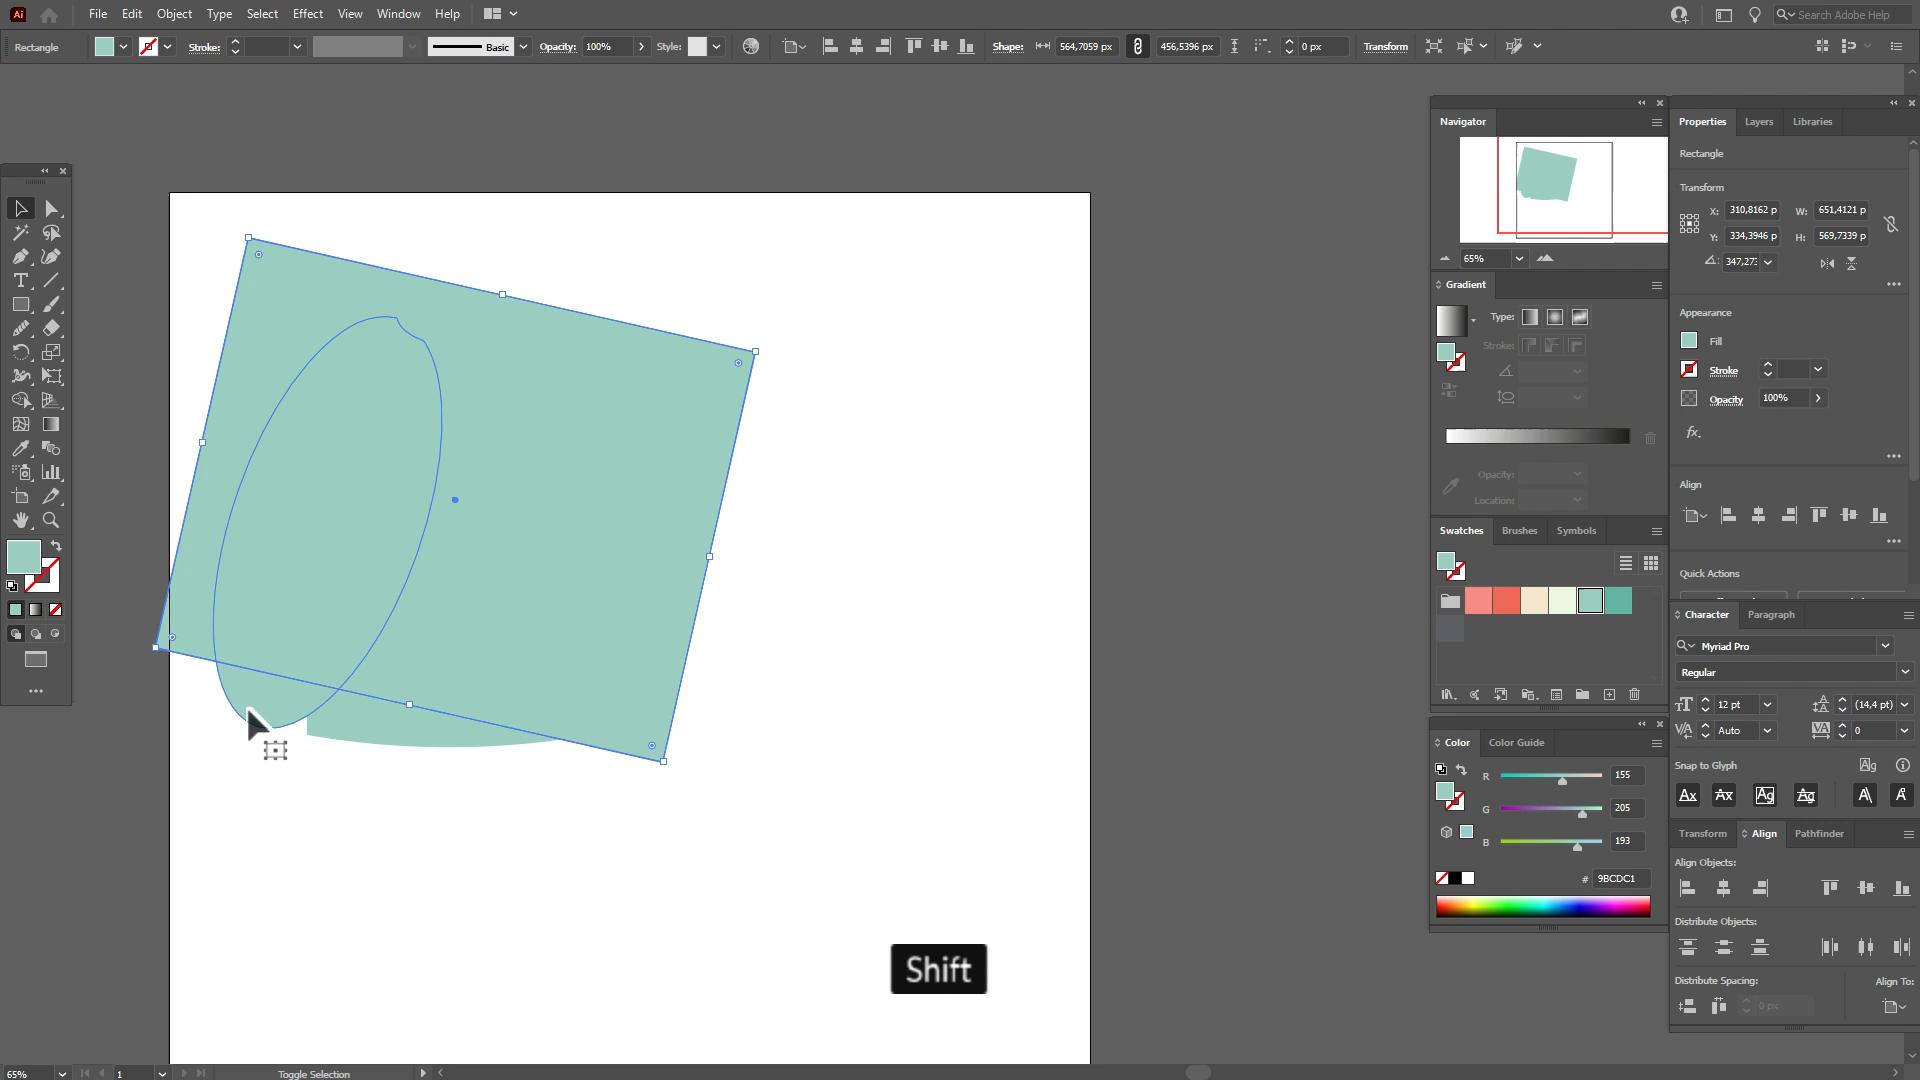 Ai File Edit Object Type Select Effect View Window Help Search Adobe Help
Rectangle Stroke: Basic Opacity: 100% Style: Shape: 564,7059 px 456,5396 px 0 px Transform
Navigator
65%
Gradient
Type:
Stroke:
Opacity:
Location:
Swatches Brushes Symbols
Color Color Guide
R 155
G 205
B 193
# 9BCDC1
Properties Layers Libraries
Rectangle
Transform
X: 310,8162 p W: 651,4121 p
Y: 334,3946 p H: 569,7339 p
347,27
Appearance
Fill
Stroke
Opacity 100%
fx.
Align
Quick Actions
Character Paragraph
Myriad Pro
Regular
12 pt (14,4 pt)
Auto 0
Snap to Glyph
Transform Align Pathfinder
Align Objects:
Distribute Objects:
Distribute Spacing: Align To:
0 px
Shift
65% 1 Toggle Selection